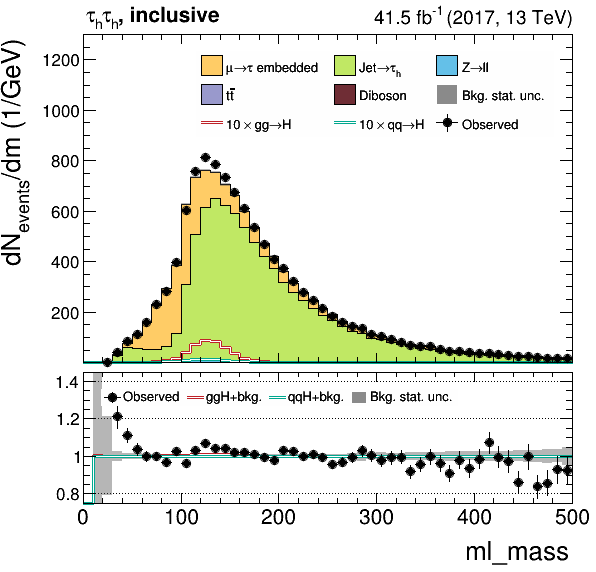 τhτh, inclusive 41.5 fb⁻¹ (2017, 13 TeV)
dNevents/dm (1/GeV)
1200
1000
800
600
400
200
μ→τ embedded Jet→τh Z→ll
tt̄ Diboson Bkg. stat. unc.
10 × gg→H 10 × qq→H Observed
1.4
1.2
1
0.8
Observed ggH+bkg. qqH+bkg. Bkg. stat. unc.
0 100 200 300 400 500
ml_mass